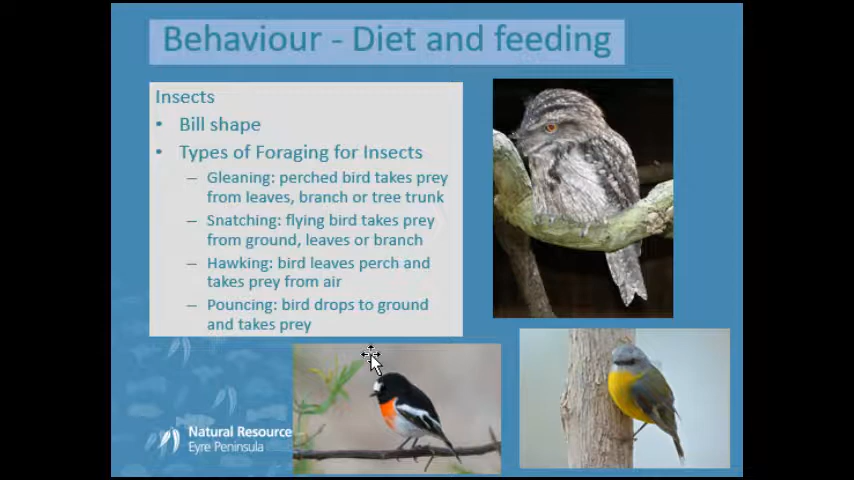 Behaviour - Diet and feeding
Insects
• Bill shape
• Types of Foraging for Insects
– Gleaning: perched bird takes prey
from leaves, branch or tree trunk
– Snatching: flying bird takes prey
from ground, leaves or branch
– Hawking: bird leaves perch and
takes prey from air
– Pouncing: bird drops to ground
and takes prey
Natural Resource
Eyre Peninsula